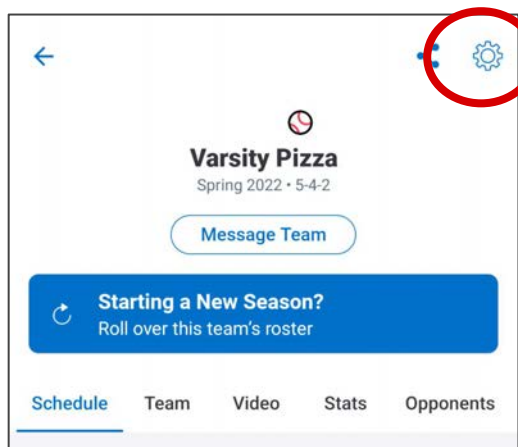 Varsity Pizza
Spring 2022 • 5-4-2
Message Team
Starting a New Season?
Roll over this team's roster
Schedule Team Video Stats Opponents